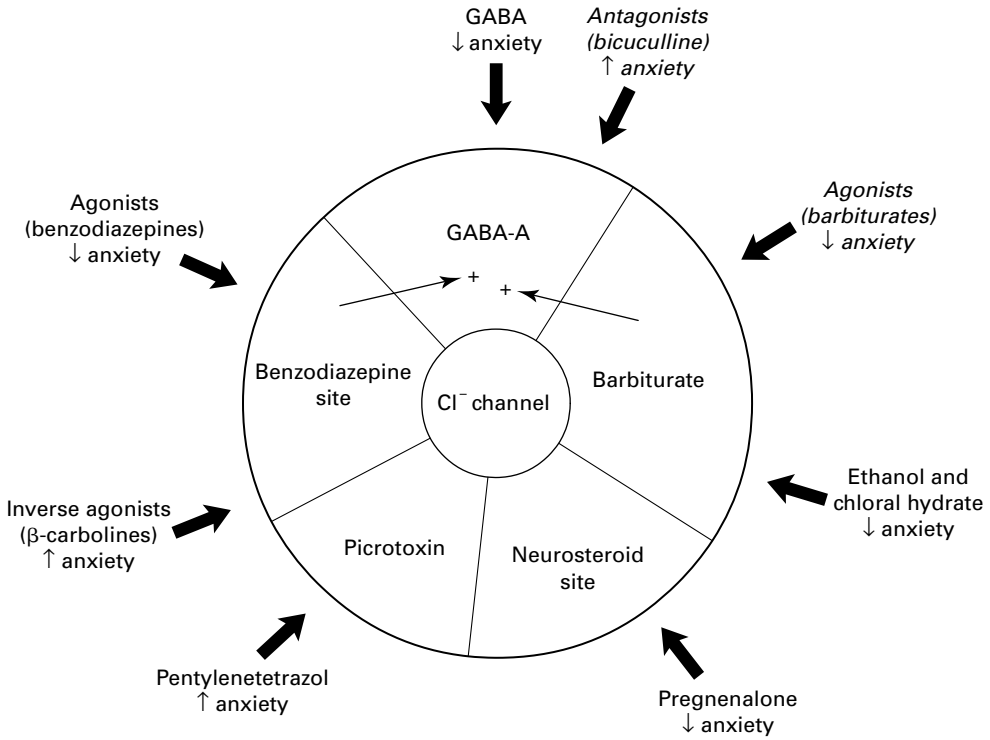 GABA
↓ anxiety
Antagonists
(bicuculline)
↑ anxiety
Agonists
(benzodiazepines)
↓ anxiety
Agonists
(barbiturates)
↓ anxiety
GABA-A
+
+
Benzodiazepine
site
Cl⁻ channel
Barbiturate
Inverse agonists
(β-carbolines)
↑ anxiety
Ethanol and
chloral hydrate
↓ anxiety
Picrotoxin
Neurosteroid
site
Pentylenetetrazol
↑ anxiety
Pregnenalone
↓ anxiety